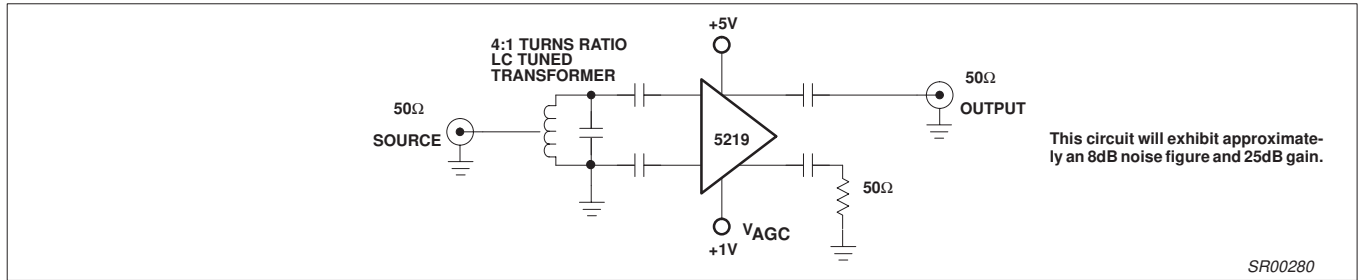 +5V
4:1 TURNS RATIO
LC TUNED
TRANSFORMER
50Ω
SOURCE
5219
50Ω
OUTPUT
This circuit will exhibit approximate-
ly an 8dB noise figure and 25dB gain.
50Ω
VAGC
+1V
SR00280